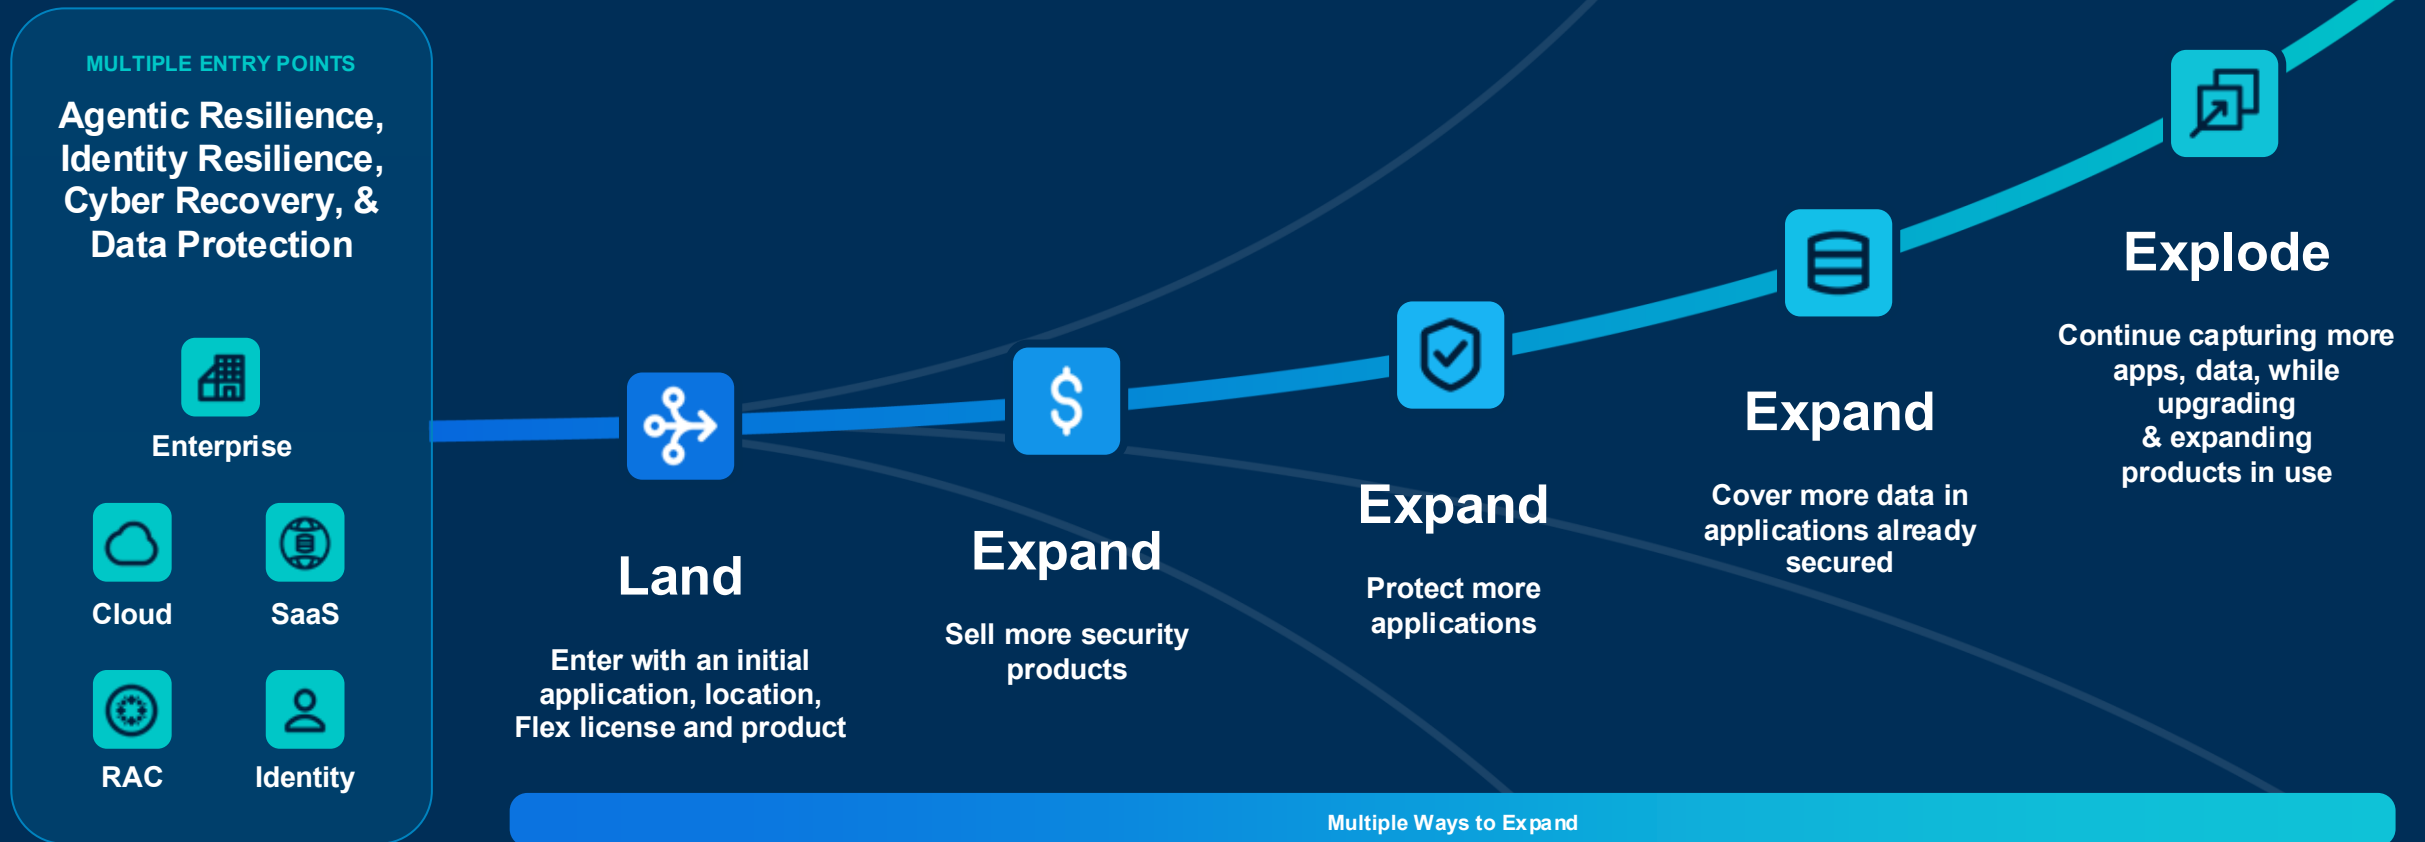 MULTIPLE ENTRY POINTS
Agentic Resilience,
Identity Resilience,
Cyber Recovery, &
Data Protection
Enterprise
Cloud
SaaS
RAC
Identity
Land
Enter with an initial
application, location,
Flex license and product
Expand
Sell more security
products
Expand
Protect more
applications
Expand
Cover more data in
applications already
secured
Explode
Continue capturing more
apps, data, while
upgrading
& expanding
products in use
Multiple Ways to Expand